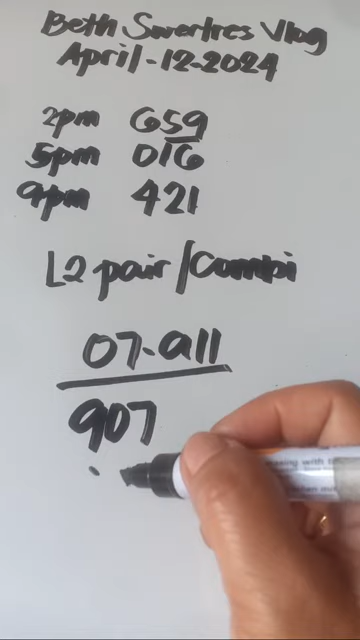 Beth Swertres Vlog
April-12-2024
2pm 659
5pm 016
9pm 421
L2 pair/Combi
07-all
907